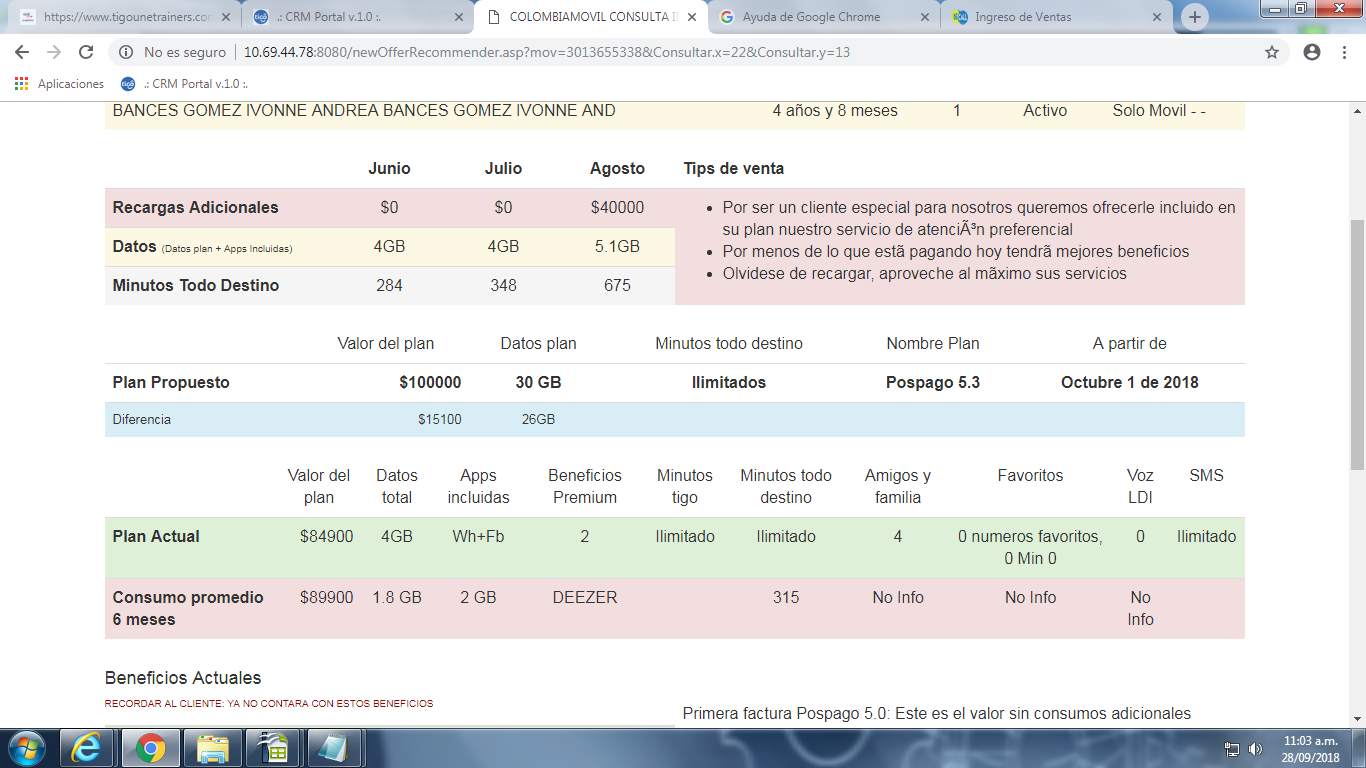 https://www.tigounetrainers.con
.: CRM Portal v.1.0 :.
COLOMBIAMOVIL CONSULTA I
Ayuda de Google Chrome
Ingreso de Ventas
No es seguro
10.69.44.78:8080/newOfferRecommender.asp?mov=3013655338&Consultar.x=22&Consultar.y=13
Aplicaciones
.: CRM Portal v.1.0 :.
BANCES GOMEZ IVONNE ANDREA BANCES GOMEZ IVONNE AND 4 años y 8 meses 1 Activo Solo Movil - -
Junio Julio Agosto Tips de venta
Recargas Adicionales $0 $0 $40000
Datos (Datos plan + Apps Incluidas) 4GB 4GB 5.1GB
Minutos Todo Destino 284 348 675
Por ser un cliente especial para nosotros queremos ofrecerle incluido en
su plan nuestro servicio de atenciÃ³n preferencial
Por menos de lo que estã pagando hoy tendrã mejores beneficios
Olvidese de recargar, aproveche al mãximo sus servicios
Valor del plan Datos plan Minutos todo destino Nombre Plan A partir de
Plan Propuesto $100000 30 GB Ilimitados Pospago 5.3 Octubre 1 de 2018
Diferencia $15100 26GB
Valor del Datos Apps Beneficios Minutos Minutos todo Amigos y Favoritos Voz SMS
plan total incluidas Premium tigo destino familia LDI
Plan Actual $84900 4GB Wh+Fb 2 Ilimitado Ilimitado 4 0 numeros favoritos, 0 Ilimitado
0 Min 0
Consumo promedio $89900 1.8 GB 2 GB DEEZER 315 No Info No Info No
6 meses Info
Beneficios Actuales
RECORDAR AL CLIENTE: YA NO CONTARA CON ESTOS BENEFICIOS
Primera factura Pospago 5.0: Este es el valor sin consumos adicionales
11:03 a.m.
28/09/2018